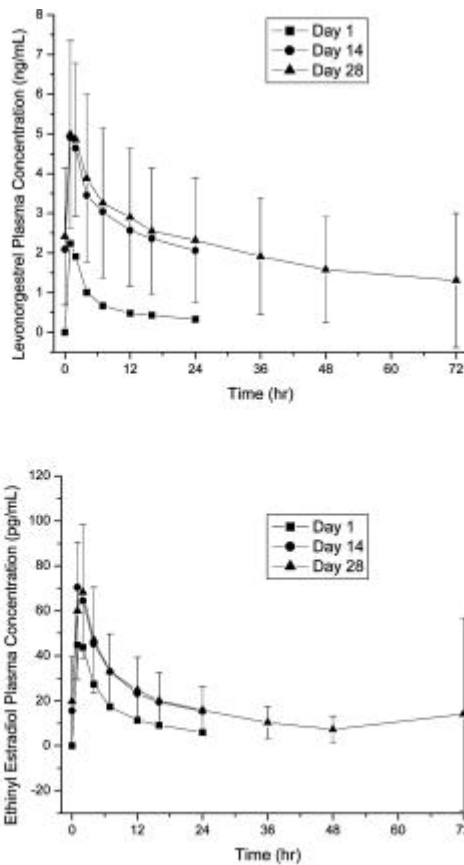 8
7
6
5
4
3
2
1
0
Levonorgestrel Plasma Concentration (ng/mL)
Day 1
Day 14
Day 28
0 12 24 36 48 60 72
Time (hr)
120
100
80
60
40
20
0
-20
Ethinyl Estradiol Plasma Concentration (pg/mL)
Day 1
Day 14
Day 28
0 12 24 36 48 60 72
Time (hr)